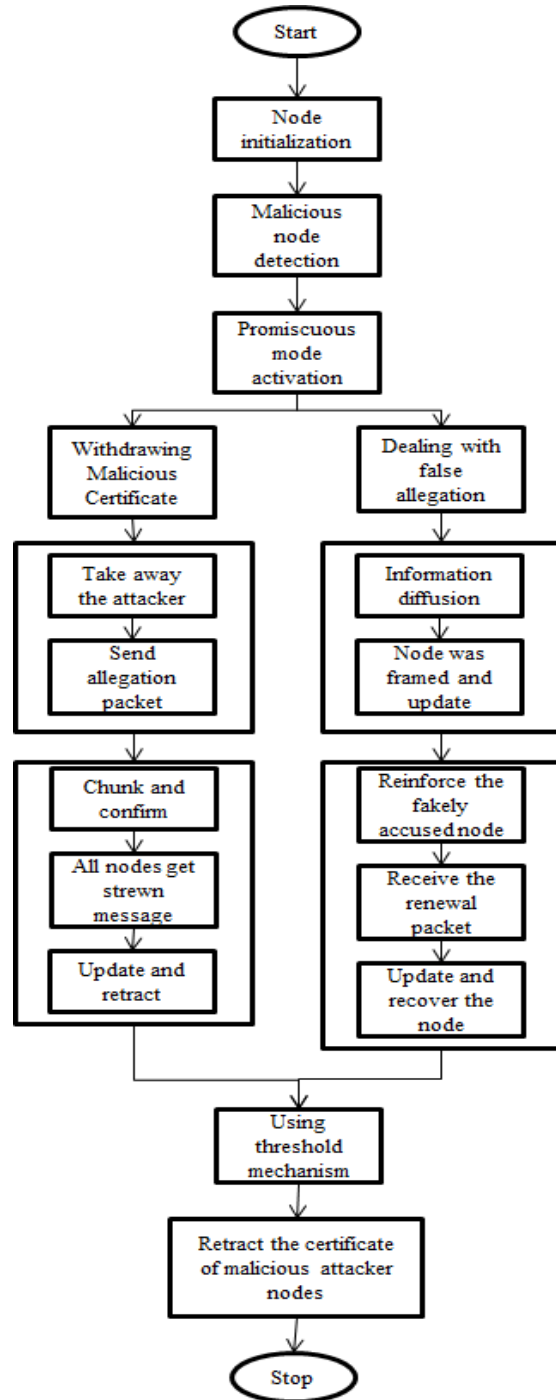 Start
Node
initialization
Malicious
node
detection
Promiscuous
mode
activation
Withdrawing
Malicious
Certificate
Take away
the attacker
Send
allegation
packet
Chunk and
confirm
All nodes get
strewn
message
Update and
retract
Dealing with
false
allegation
Information
diffusion
Node was
framed and
update
Reinforce the
fakely
accused node
Receive the
renewal
packet
Update and
recover the
node
Using
threshold
mechanism
Retract the certificate
of malicious attacker
nodes
Stop